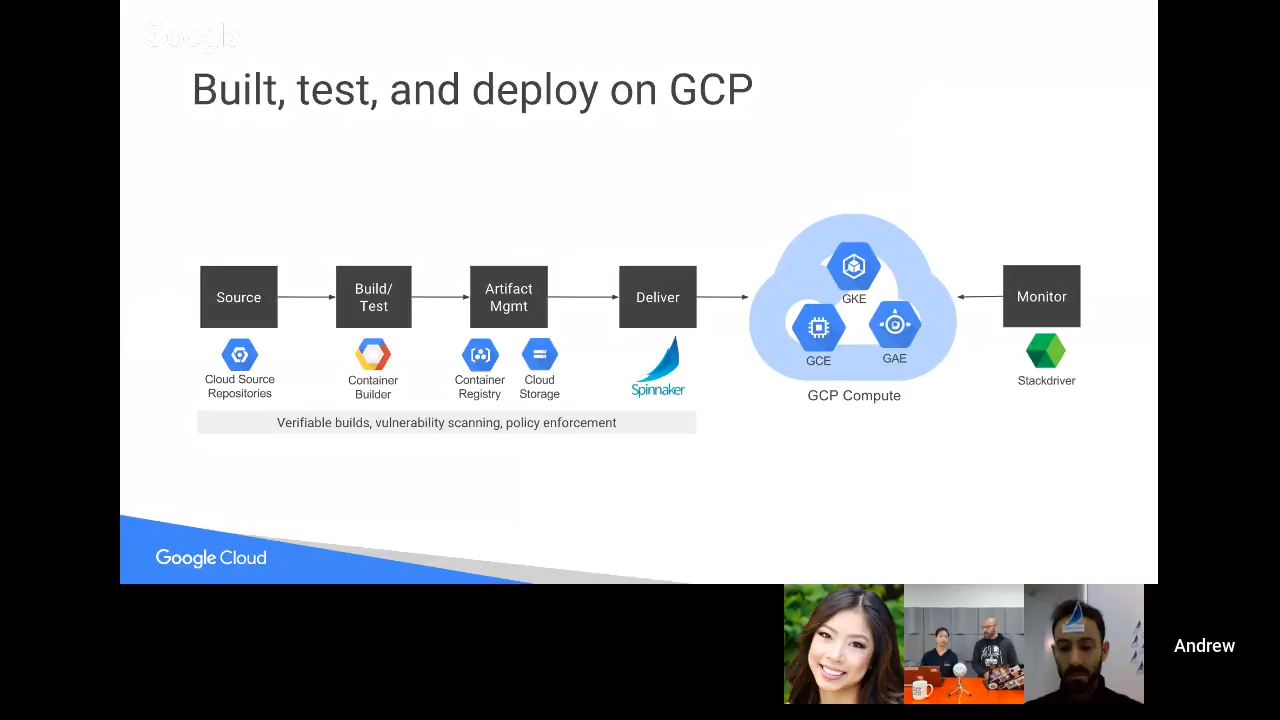 Google
Built, test, and deploy on GCP
Source
Build/
Test
Artifact
Mgmt
Deliver
Monitor
GKE
GCE
GAE
GCP Compute
Cloud Source
Repositories
Container
Builder
Container
Registry
Cloud
Storage
Spinnaker
Stackdriver
Verifiable builds, vulnerability scanning, policy enforcement
Google Cloud
Andrew